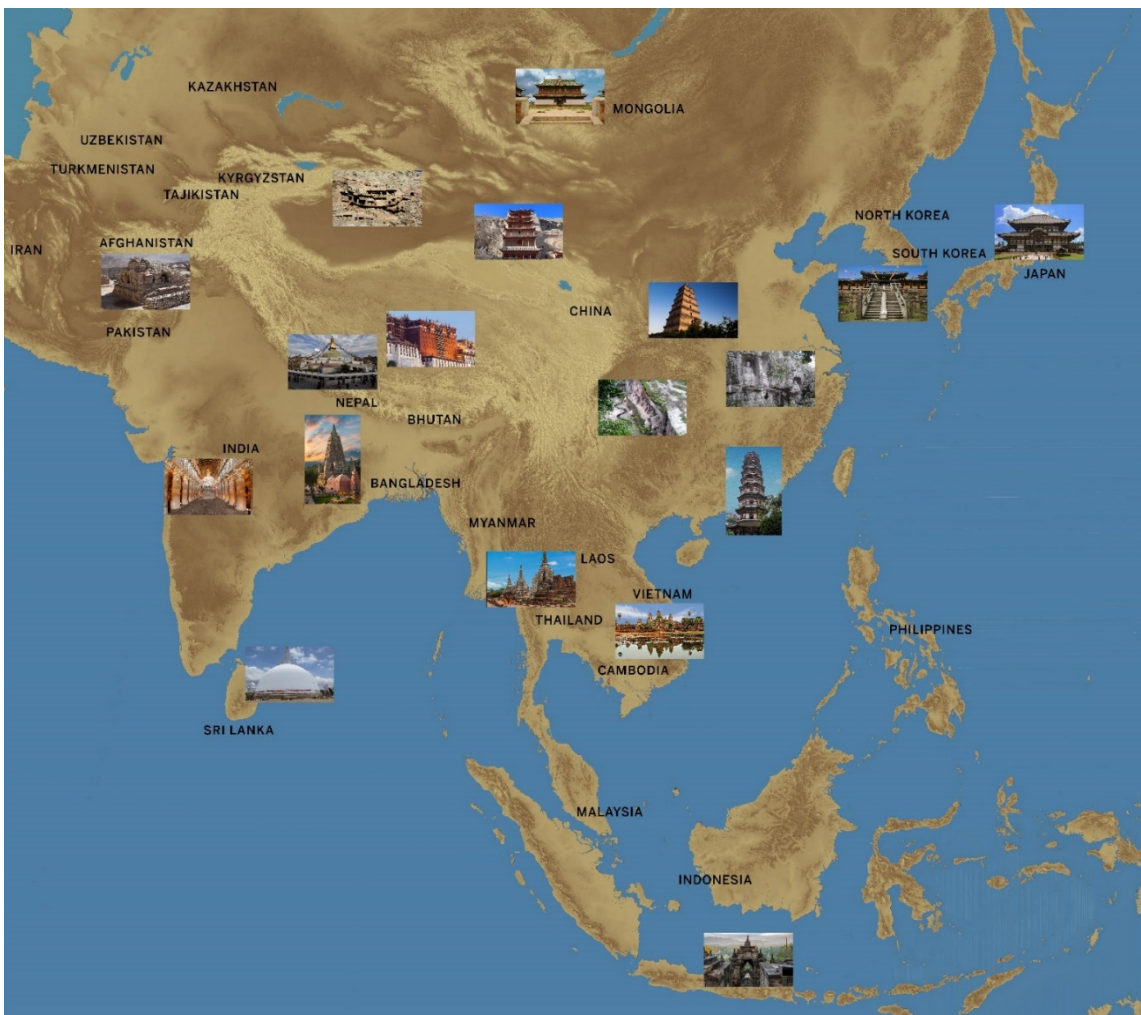 KAZAKHSTAN
MONGOLIA
UZBEKISTAN
TURKMENISTAN
KYRGYZSTAN
TAJIKISTAN
NORTH KOREA
AFGHANISTAN
IRAN
SOUTH KOREA
JAPAN
CHINA
PAKISTAN
NEPAL
BHUTAN
INDIA
BANGLADESH
MYANMAR
LAOS
VIETNAM
THAILAND
PHILIPPINES
CAMBODIA
SRI LANKA
MALAYSIA
INDONESIA